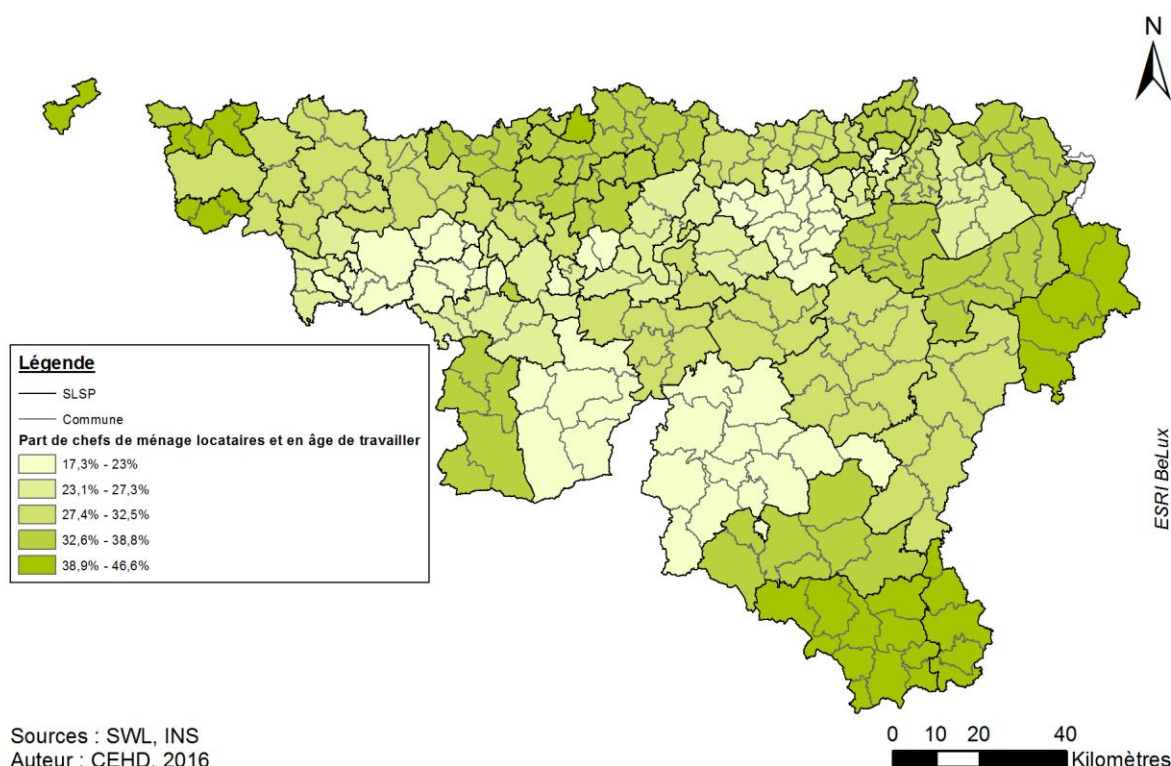 N
Légende
SLSP
Commune
Part de chefs de ménage locataires et en âge de travailler
17,3% - 23%
23,1% - 27,3%
27,4% - 32,5%
32,6% - 38,8%
38,9% - 46,6%
ESRI BeLux
Sources : SWL, INS
Auteur : CEHD, 2016
0 10 20 40
Kilomètres